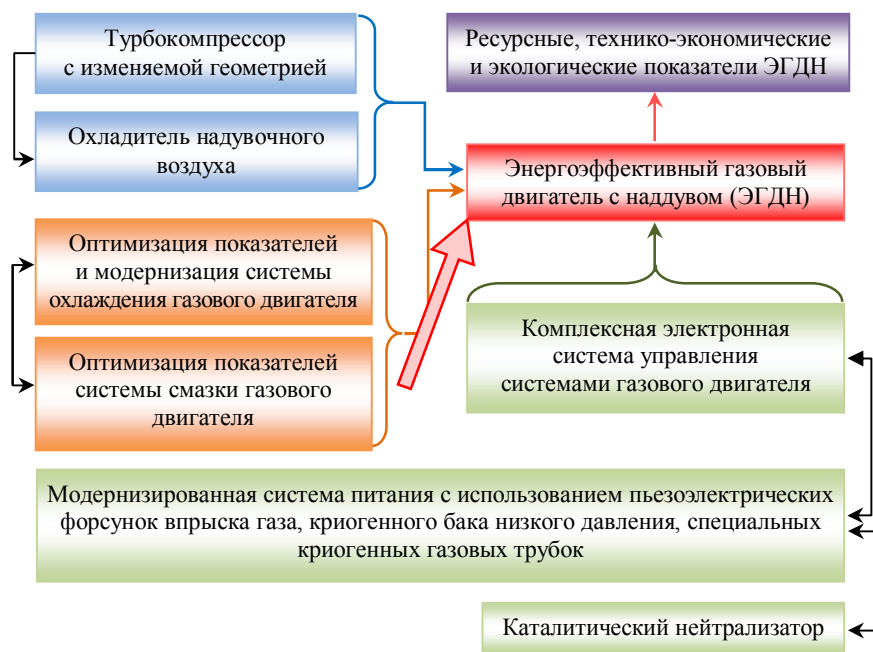 Турбокомпрессор
с изменяемой геометрией
Охладитель надувочного
воздуха
Оптимизация показателей
и модернизация системы
охлаждения газового двигателя
Оптимизация показателей
системы смазки газового
двигателя
Ресурсные, технико-экономические
и экологические показатели ЭГДН
Энергоэффективный газовый
двигатель с наддувом (ЭГДН)
Комплексная электронная
система управления
системами газового двигателя
Модернизированная система питания с использованием пьезоэлектрических
форсунок впрыска газа, криогенного бака низкого давления, специальных
криогенных газовых трубок
Каталитический нейтрализатор